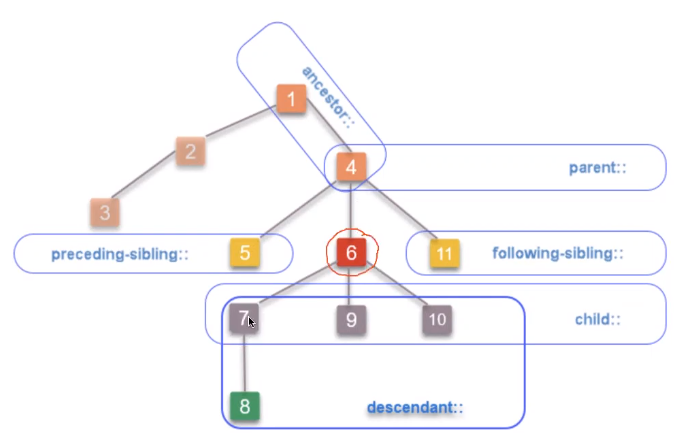 ancestor::
1
2
4
parent::
3
preceding-sibling::
5
6
11
following-sibling::
7
9
10
child::
8
descendant::